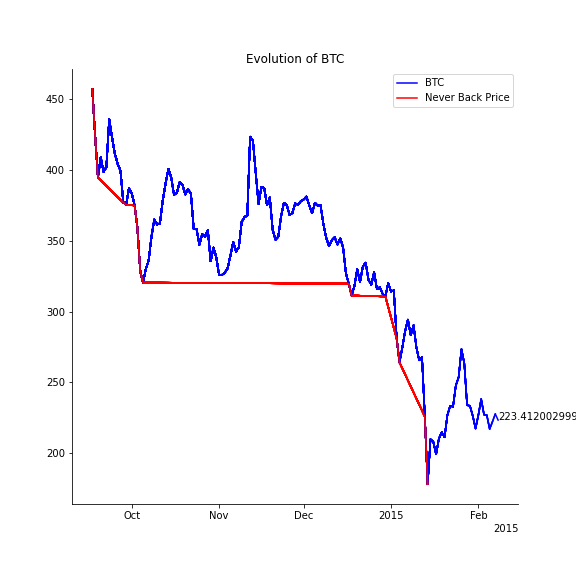 Evolution of BTC
BTC
Never Back Price
450
400
350
300
250
200
223.412002999
Oct
Nov
Dec
2015
Feb
2015